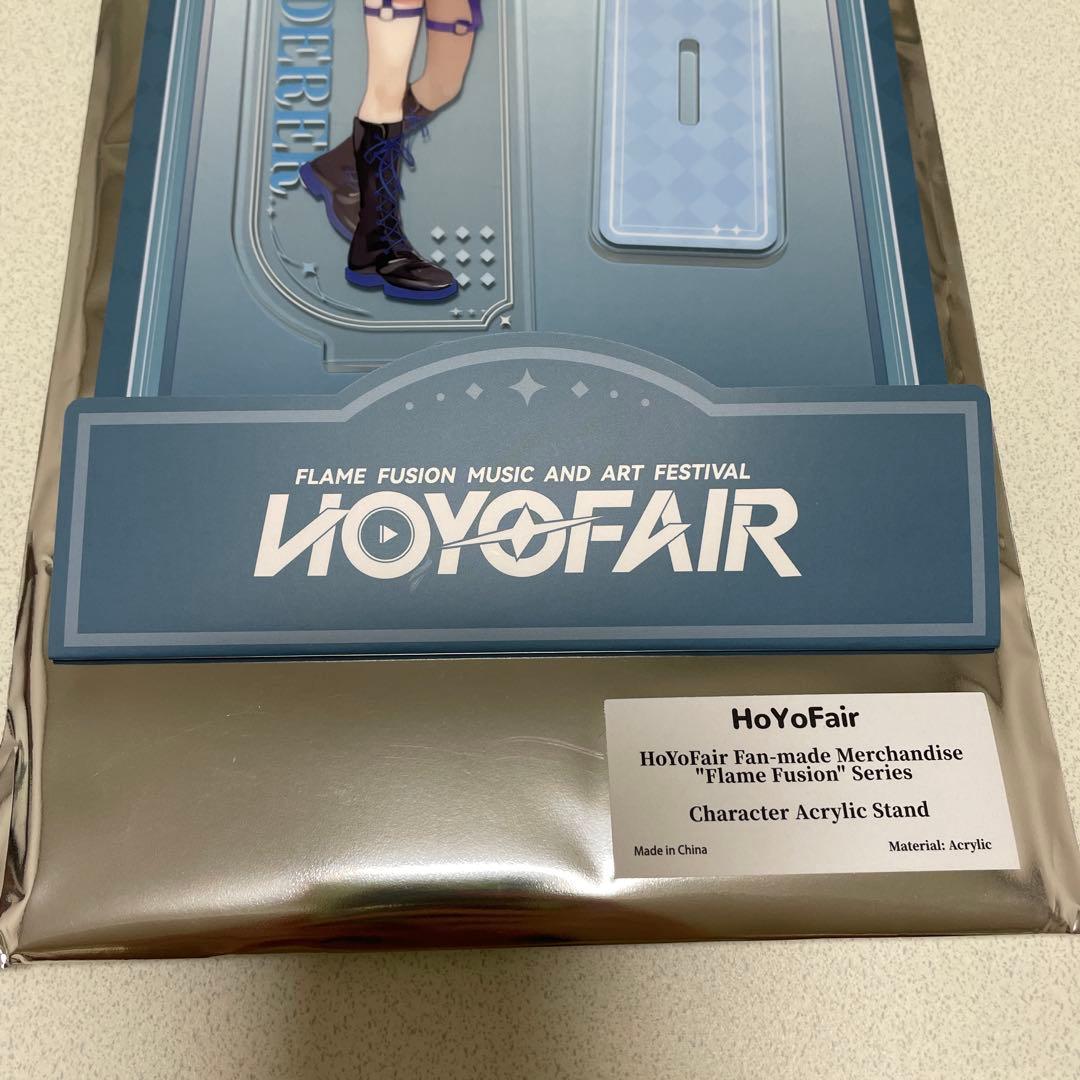 DERER
FLAME FUSION MUSIC AND ART FESTIVAL
HOYOFAIR
HoYoFair
HoYoFair Fan-made Merchandise
"Flame Fusion" Series
Character Acrylic Stand
Made in China
Material: Acrylic